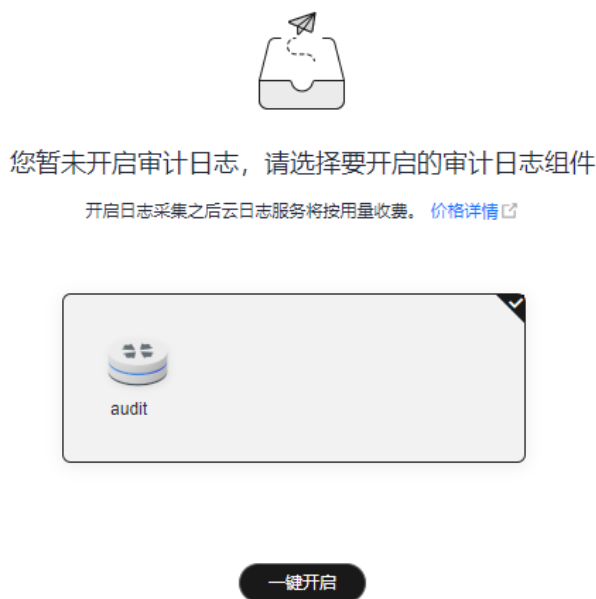 您暂未开启审计日志，请选择要开启的审计日志组件
开启日志采集之后云日志服务将按用量收费。 价格详情
audit
一键开启